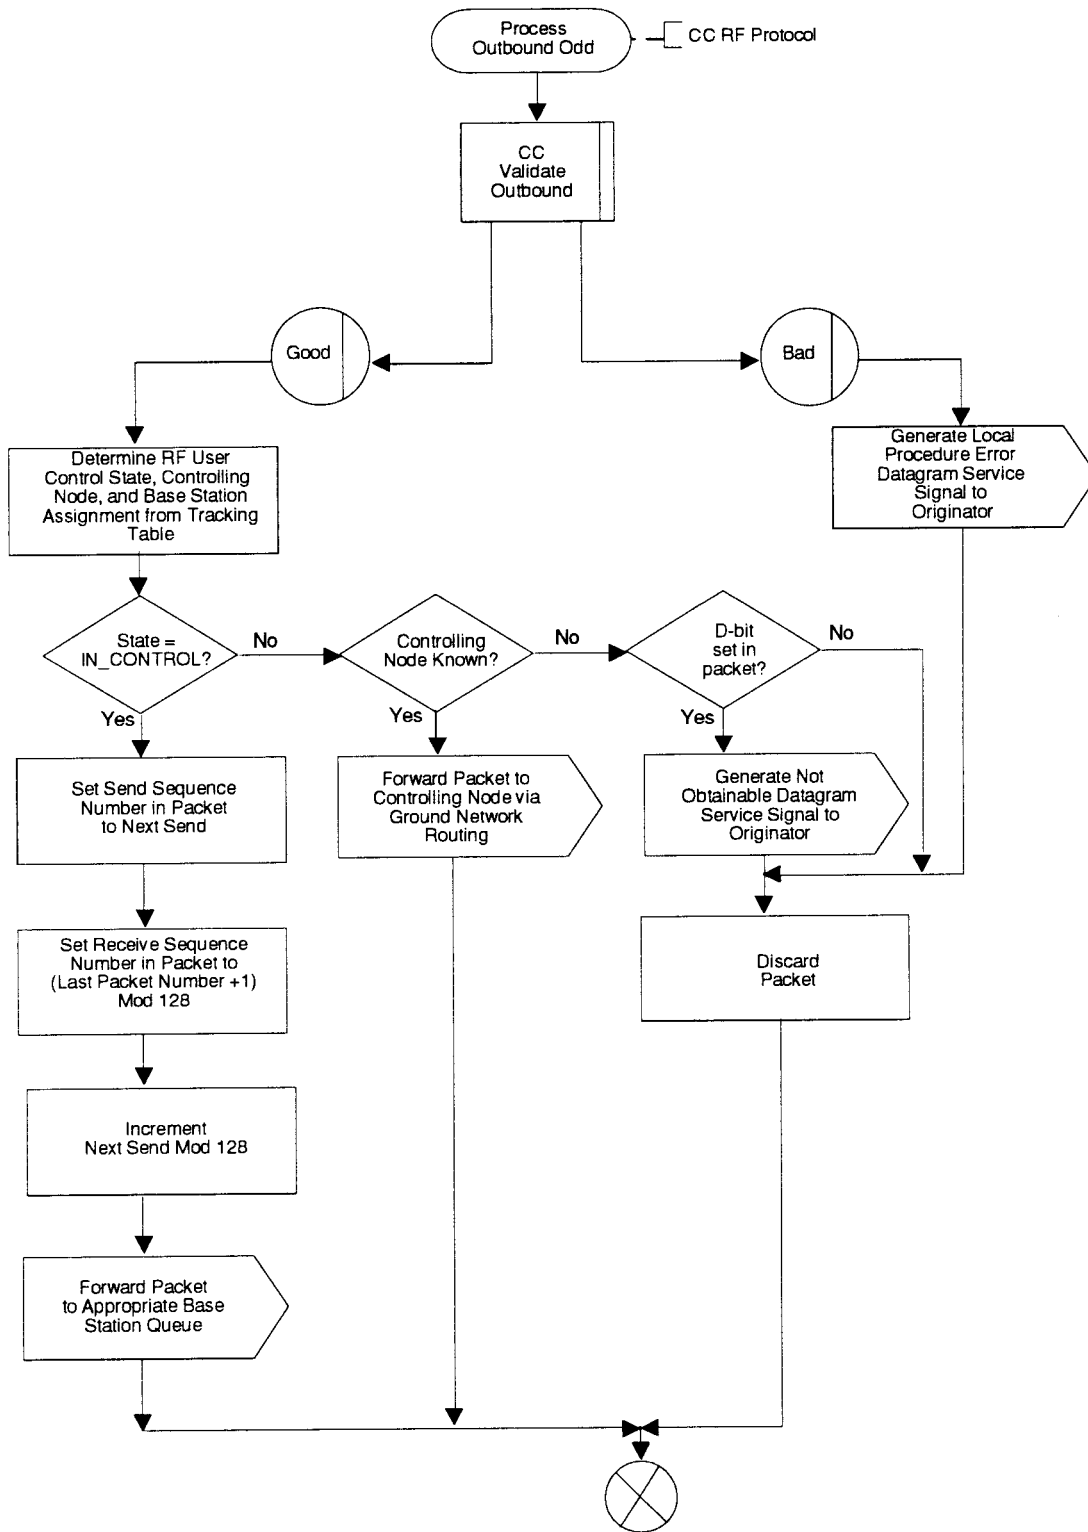 Process
Outbound Odd
CC RF Protocol
CC
Validate
Outbound
Good
Bad
Determine RF User
Control State, Controlling
Node, and Base Station
Assignment from Tracking
Table
Generate Local
Procedure Error
Datagram Service
Signal to
Originator
State =
IN_CONTROL?
No
Controlling
Node Known?
No
D-bit
set in
packet?
No
Yes
Yes
Yes
Set Send Sequence
Number in Packet
to Next Send
Forward Packet to
Controlling Node via
Ground Network
Routing
Generate Not
Obtainable Datagram
Service Signal to
Originator
Set Receive Sequence
Number in Packet to
(Last Packet Number +1)
Mod 128
Discard
Packet
Increment
Next Send Mod 128
Forward Packet
to Appropriate Base
Station Queue